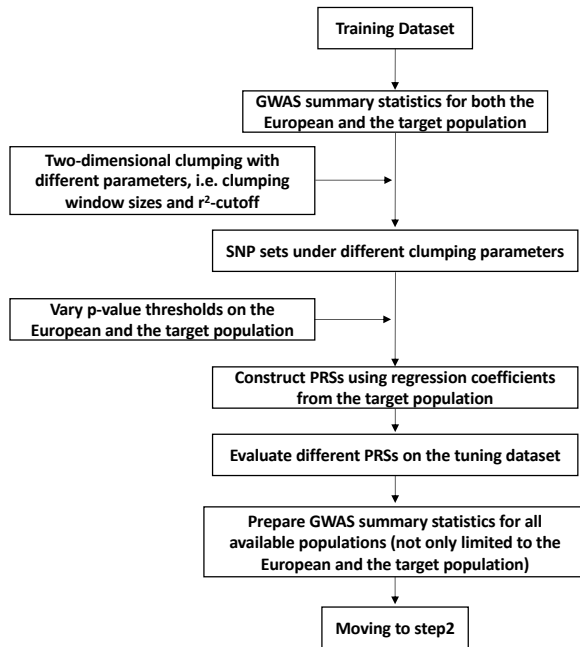 Training Dataset
GWAS summary statistics for both the
European and the target population
Two-dimensional clumping with
different parameters, i.e. clumping
window sizes and r²-cutoff
SNP sets under different clumping parameters
Vary p-value thresholds on the
European and the target population
Construct PRSs using regression coefficients
from the target population
Evaluate different PRSs on the tuning dataset
Prepare GWAS summary statistics for all
available populations (not only limited to the
European and the target population)
Moving to step2